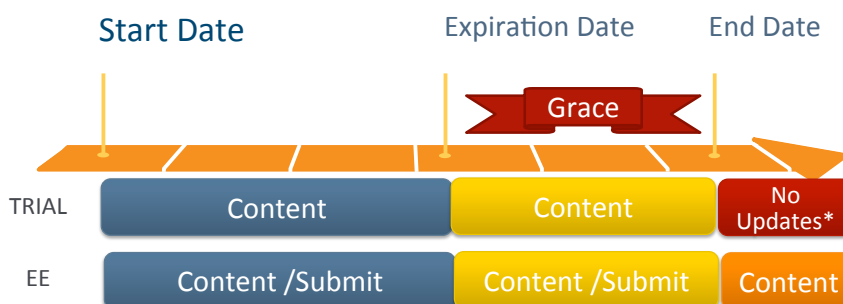 Start Date
Expiration Date
End Date
Grace
TRIAL
Content
Content
No
Updates*
EE
Content /Submit
Content /Submit
Content